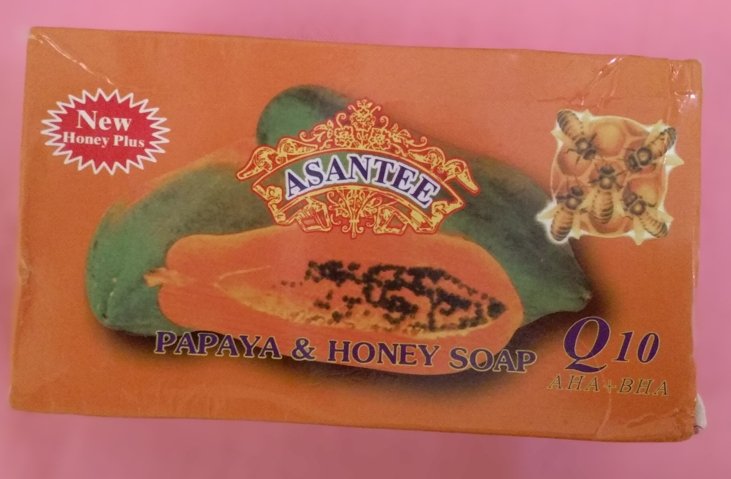 New
Honey Plus
ASANTEE
PAPAYA & HONEY SOAP
Q10
AHA+BHA